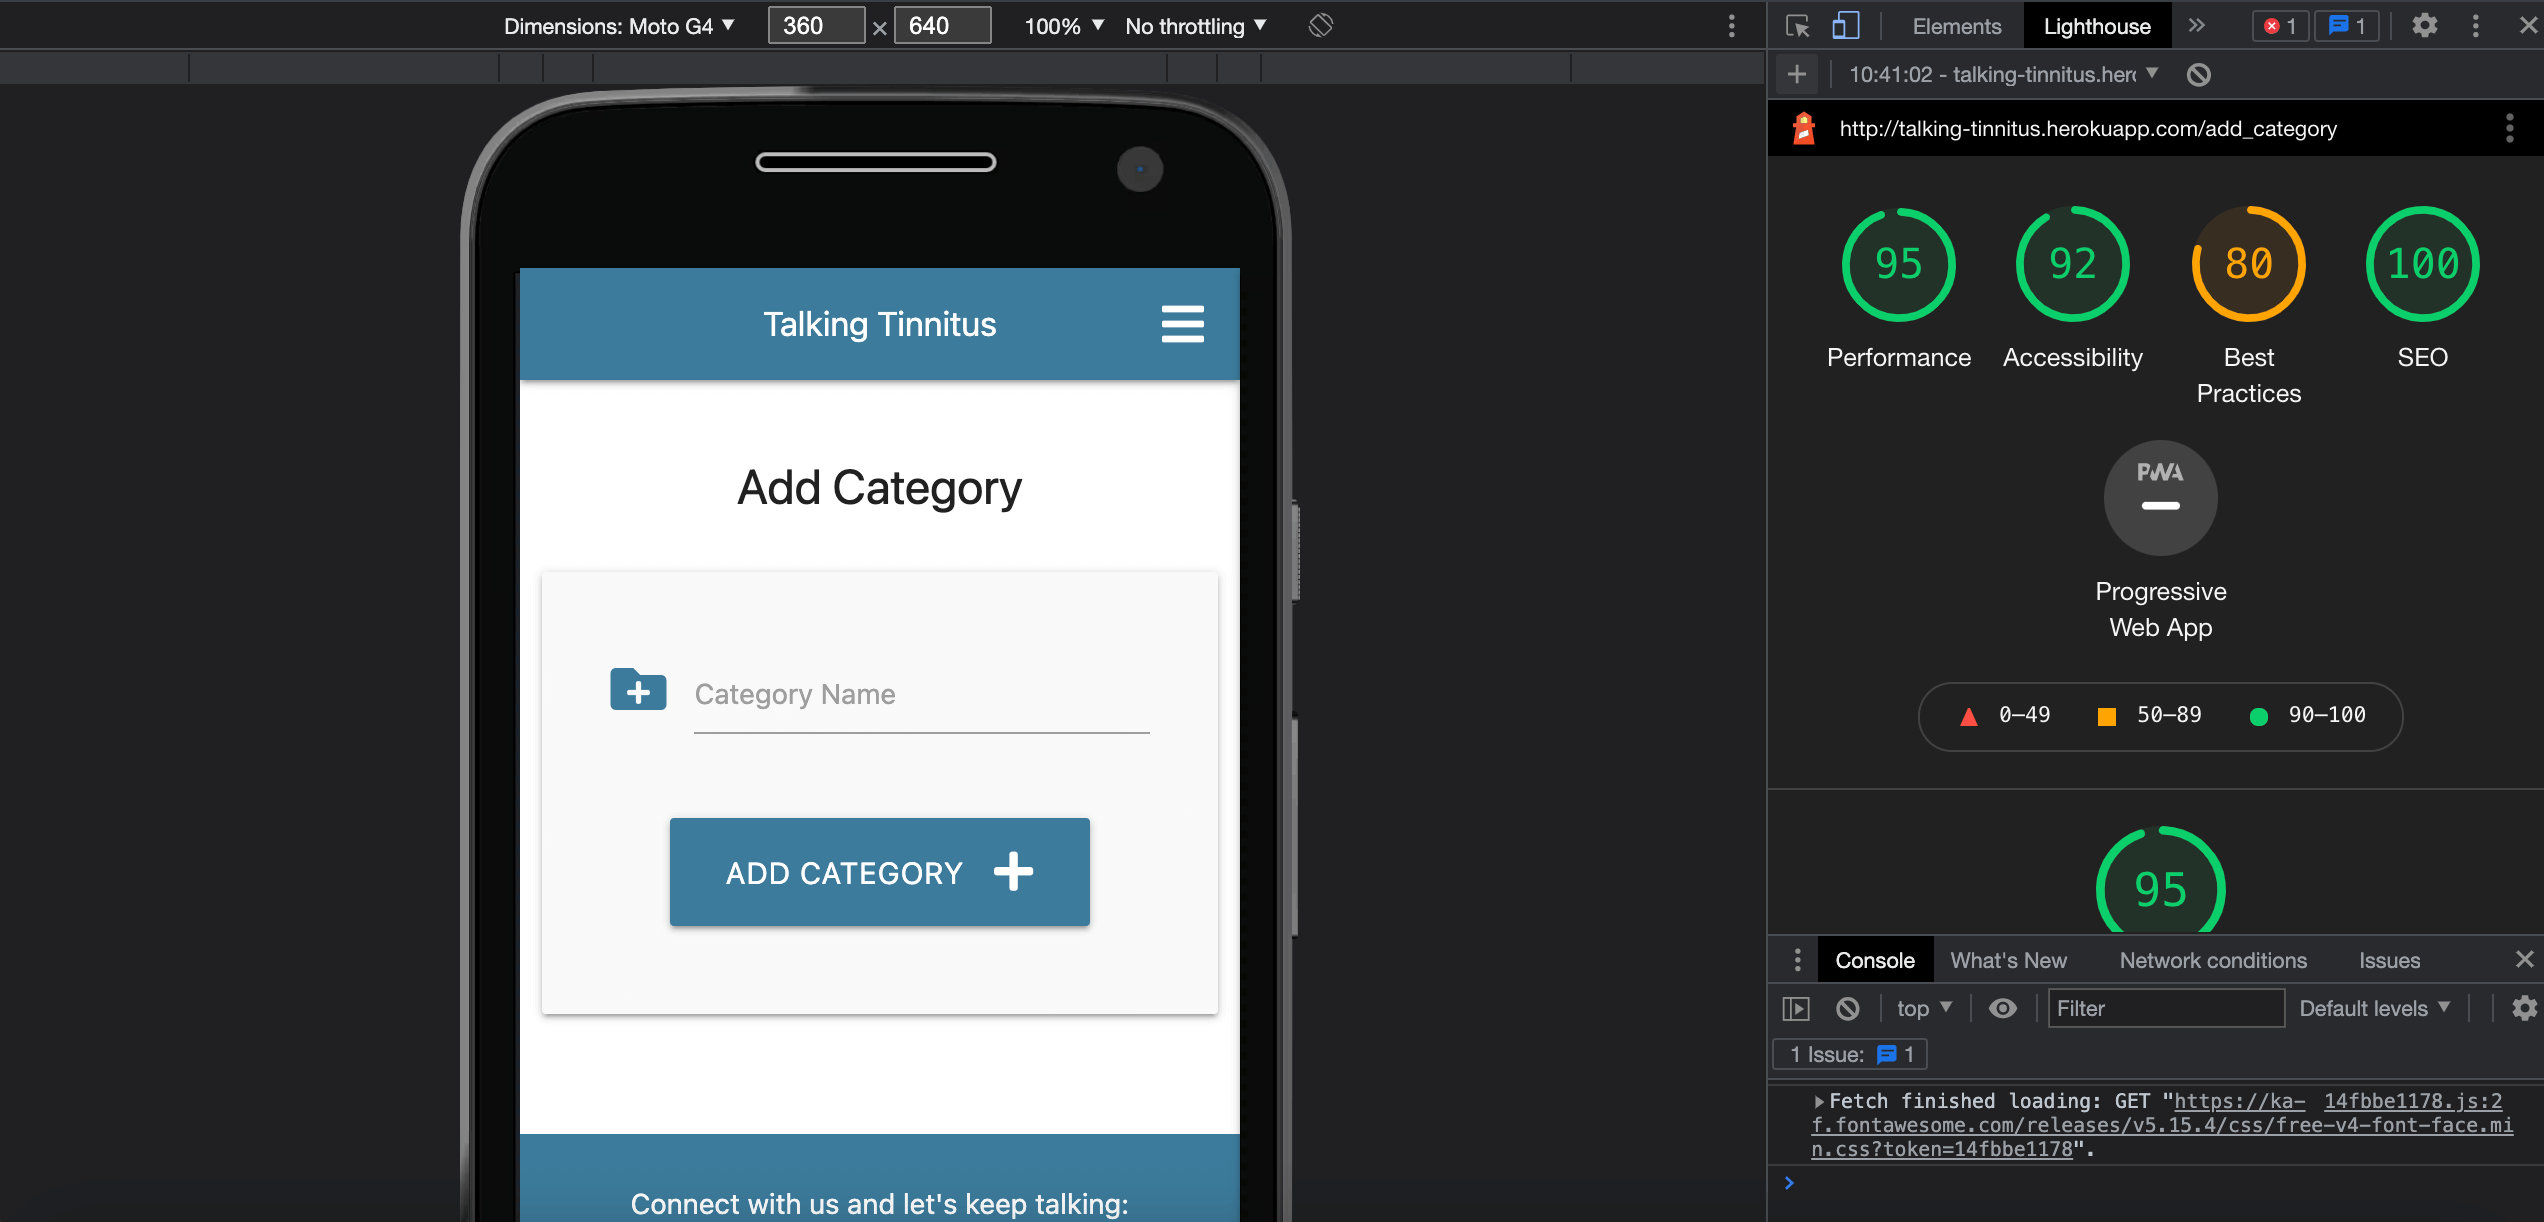 Dimensions: Moto G4 ▼ 360 × 640 100% ▼ No throttling ▼
Elements Lighthouse » 1 1
10:41:02 - talking-tinnitus.her ▼
http://talking-tinnitus.herokuapp.com/add_category
Talking Tinnitus
Add Category
Category Name
ADD CATEGORY
Connect with us and let's keep talking:
95 92 80 100
Performance Accessibility Best SEO
Practices
PWA
Progressive
Web App
0–49 50–89 90–100
95
Console What's New Network conditions Issues
top ▼ Filter Default levels ▼
1 Issue: 1
Fetch finished loading: GET "https://ka- 14fbbe1178.js:2
f.fontawesome.com/releases/v5.15.4/css/free-v4-font-face.mi
n.css?token=14fbbe1178".